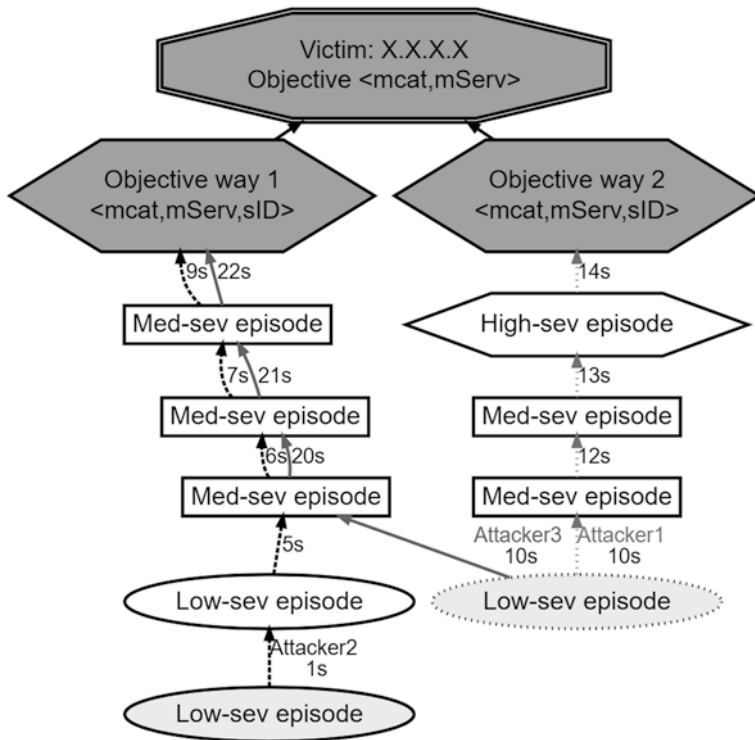 Victim: X.X.X.X
Objective <mcat,mServ>
Objective way 1
<mcat,mServ,sID>
Objective way 2
<mcat,mServ,sID>
9s
22s
14s
Med-sev episode
High-sev episode
7s
21s
13s
Med-sev episode
Med-sev episode
6s
20s
12s
Med-sev episode
Med-sev episode
5s
Attacker3
10s
Attacker1
10s
Low-sev episode
Low-sev episode
Attacker2
1s
Low-sev episode